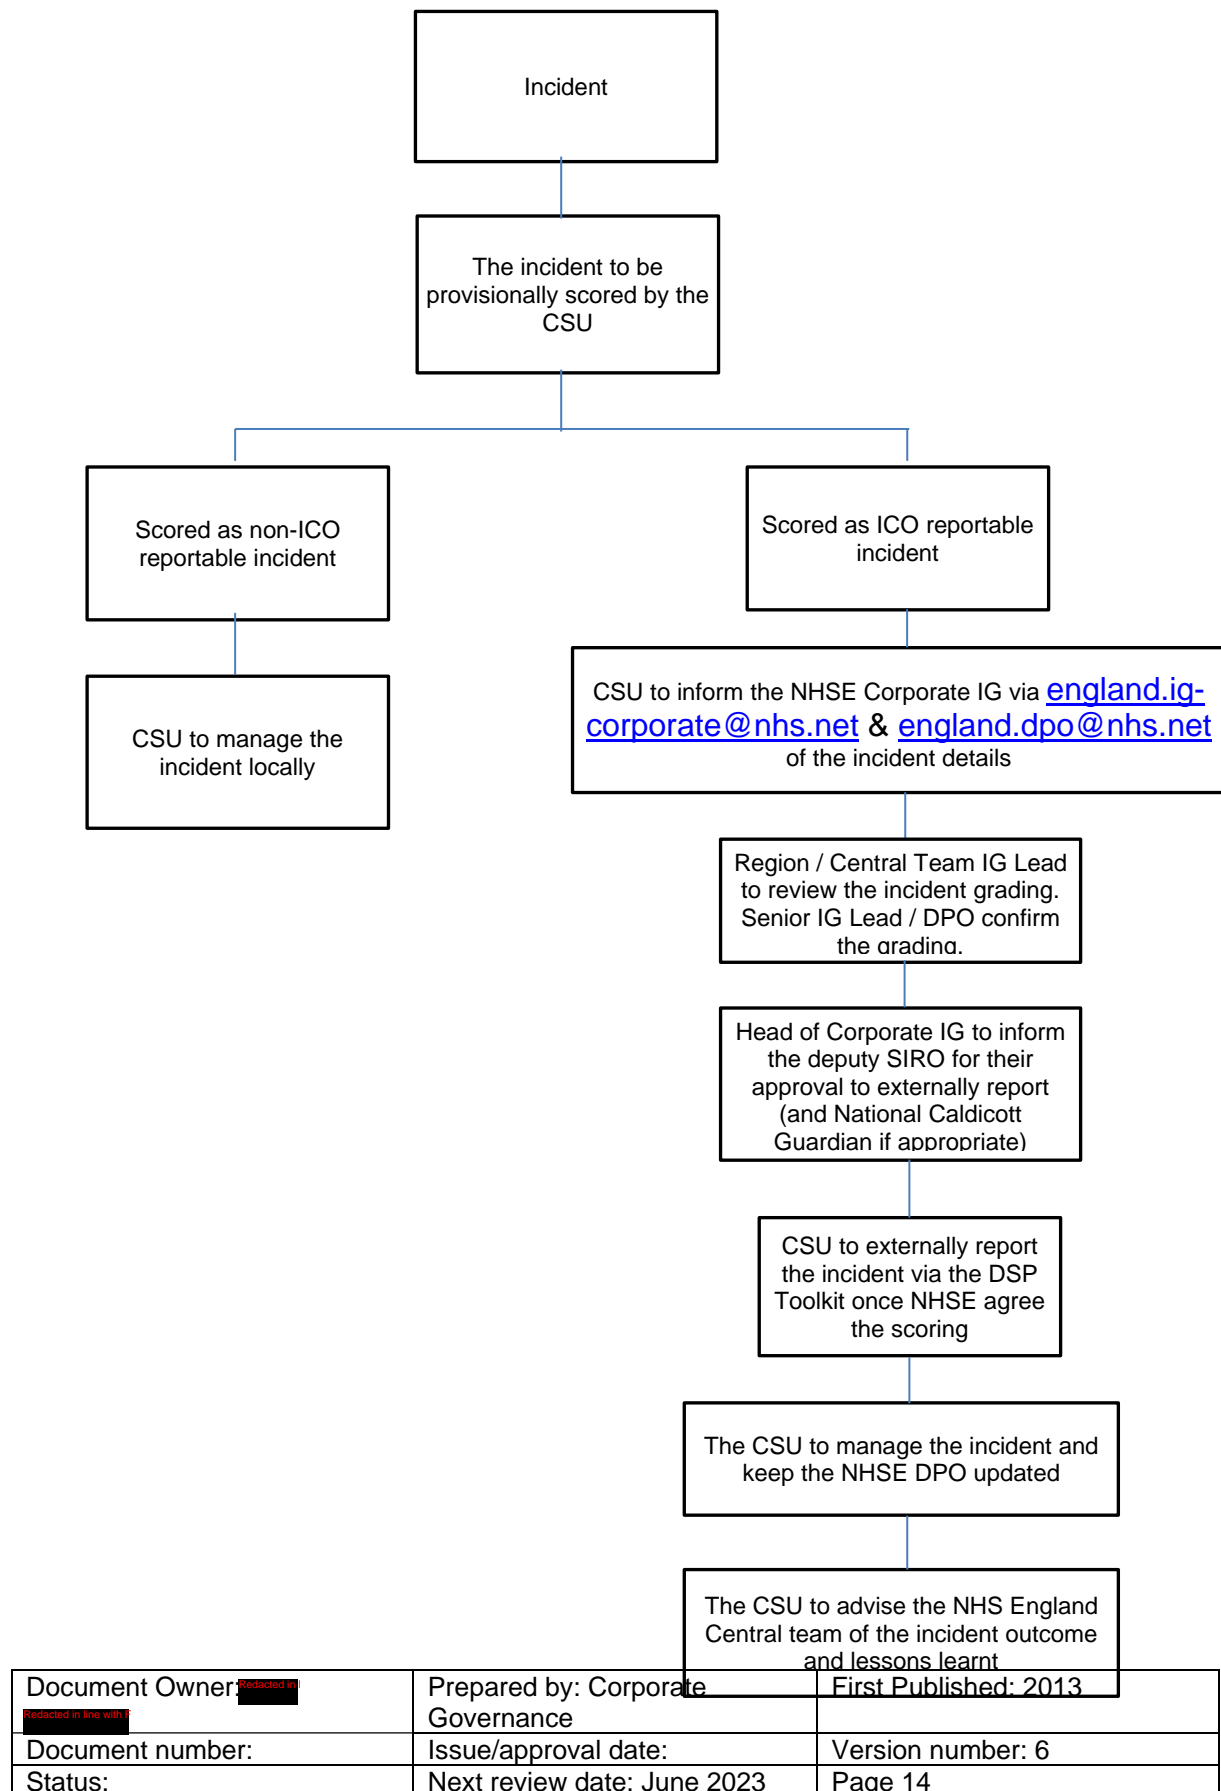 Incident
The incident to be
provisionally scored by the
CSU
Scored as non-ICO
reportable incident
Scored as ICO reportable
incident
CSU to manage the
incident locally
CSU to inform the NHSE Corporate IG via england.ig-
corporate@nhs.net & england.dpo@nhs.net
of the incident details
Region / Central Team IG Lead
to review the incident grading.
Senior IG Lead / DPO confirm
the grading.
Head of Corporate IG to inform
the deputy SIRO for their
approval to externally report
(and National Caldicott
Guardian if appropriate)
CSU to externally report
the incident via the DSP
Toolkit once NHSE agree
the scoring
The CSU to manage the incident and
keep the NHSE DPO updated
The CSU to advise the NHS England
Central team of the incident outcome
and lessons learnt
Document Owner: Redacted in
Redacted in line with
Prepared by: Corporate
Governance
First Published: 2013
Document number:
Issue/approval date:
Version number: 6
Status:
Next review date: June 2023
Page 14